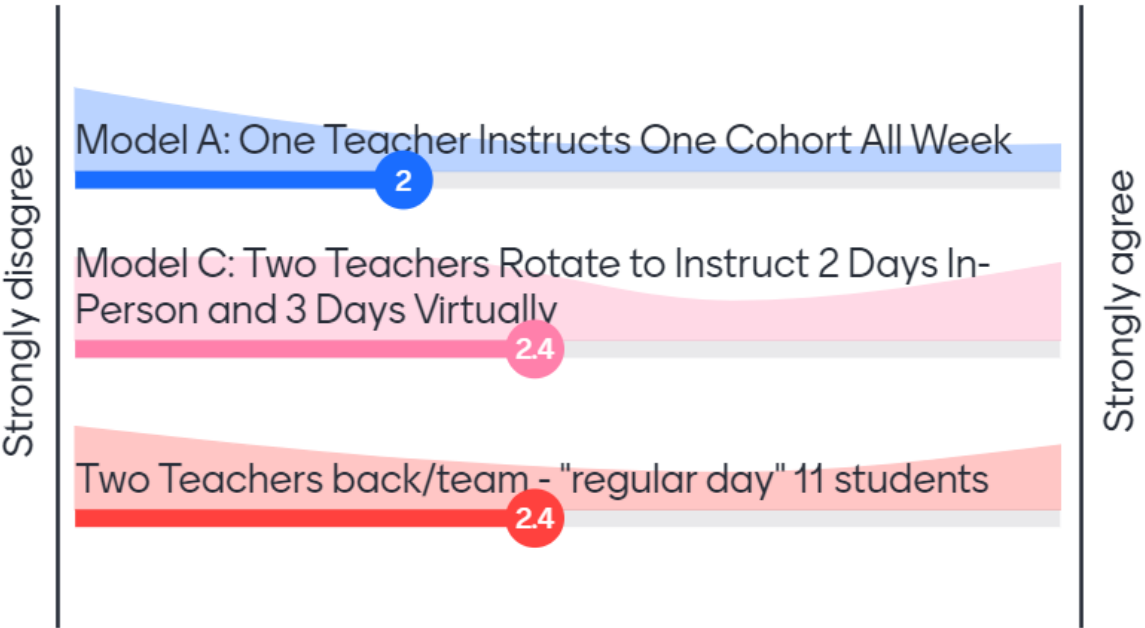 Strongly disagree
Model A: One Teacher Instructs One Cohort All Week
2
Model C: Two Teachers Rotate to Instruct 2 Days In-
Person and 3 Days Virtually
2.4
Two Teachers back/team - "regular day" 11 students
2.4
Strongly agree